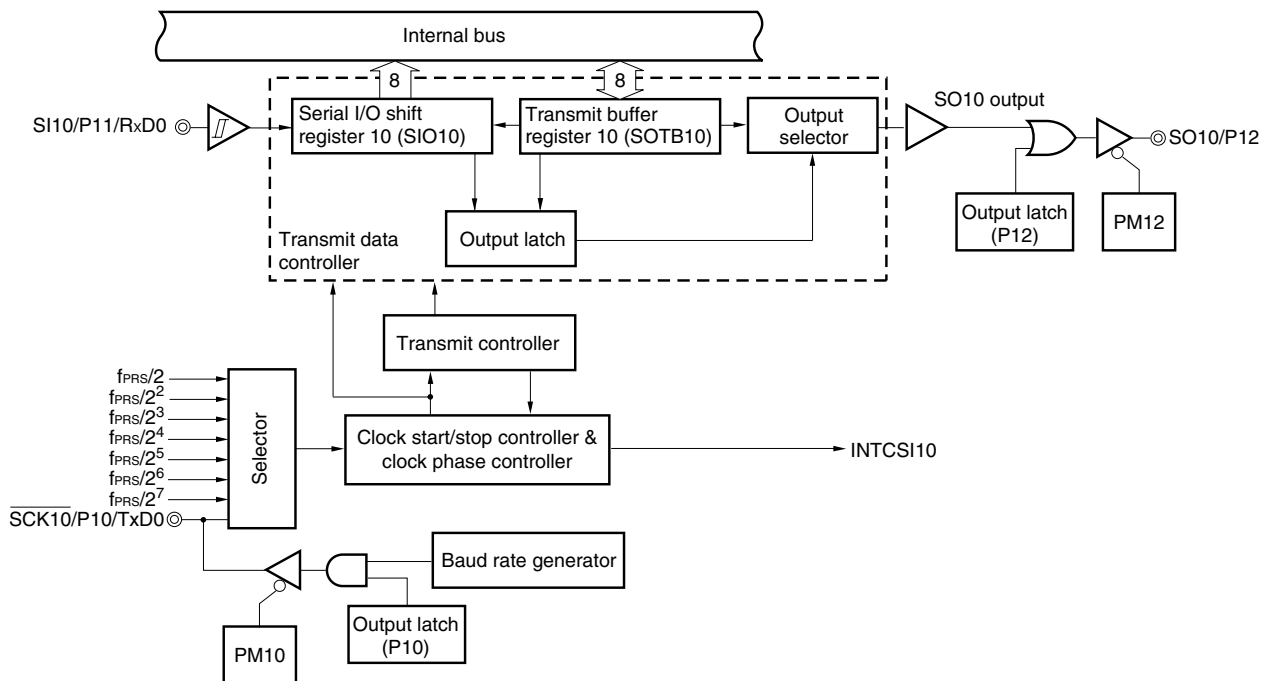 Internal bus
8
8
SI10/P11/RxD0
Serial I/O shift
register 10 (SIO10)
Transmit buffer
register 10 (SOTB10)
Output
selector
SO10 output
SO10/P12
Output latch
Output latch
(P12)
PM12
Transmit data
controller
Transmit controller
fPRS/2
fPRS/2²
fPRS/2³
fPRS/2⁴
fPRS/2⁵
fPRS/2⁶
fPRS/2⁷
S̅C̅K̅1̅0̅/P10/TxD0
Selector
Clock start/stop controller &
clock phase controller
INTCSI10
Baud rate generator
Output latch
(P10)
PM10